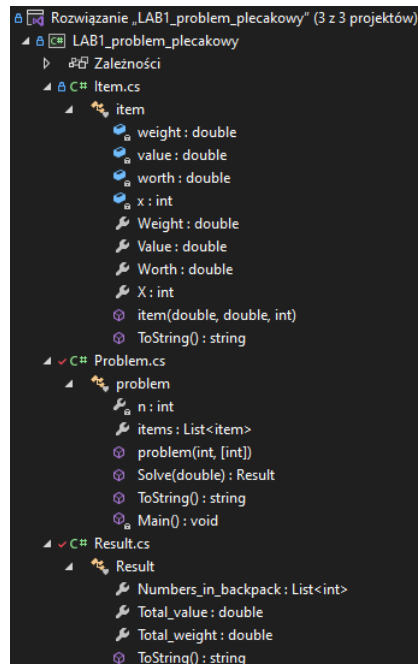 Rozwiązanie „LAB1_problem_plecakowy” (3 z 3 projektów)
C# LAB1_problem_plecakowy
Zależności
C# Item.cs
item
weight : double
value : double
worth : double
x : int
Weight : double
Value : double
Worth : double
X : int
item(double, double, int)
ToString() : string
C# Problem.cs
problem
n : int
items : List<item>
problem(int, [int])
Solve(double) : Result
ToString() : string
Main() : void
C# Result.cs
Result
Numbers_in_backpack : List<int>
Total_value : double
Total_weight : double
ToString() : string